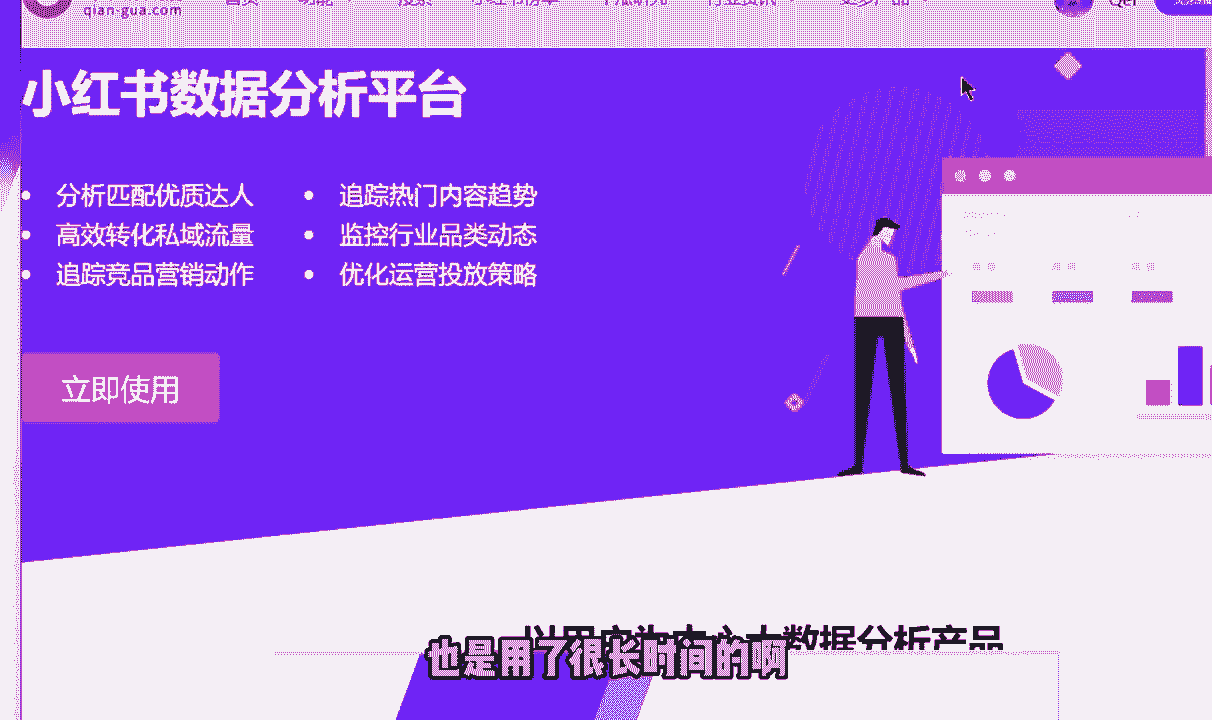 qian-gua.com
小红书数据分析平台
分析匹配优质达人
追踪热门内容趋势
高效转化私域流量
监控行业品类动态
追踪竞品营销动作
优化运营投放策略
立即使用
数据分析产品
也是用了很长时间的啊